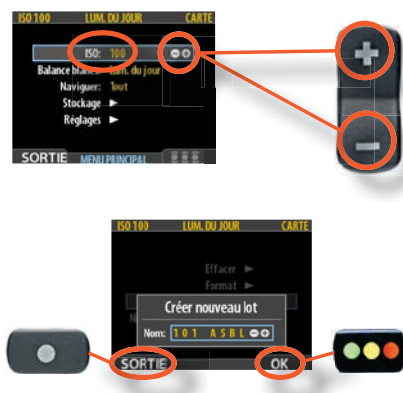 ISO 100 LUM. DU JOUR CARTE
ISO: 100
Balance blancs: Lum. du jour
Naviguer: Tout
Stockage
Réglages
SORTIE MENU PRINCIPAL
ISO 100 LUM. DU JOUR CARTE
Effacer
Format
Créer nouveau lot
Nom: 101 ASBL
SORTIE OK